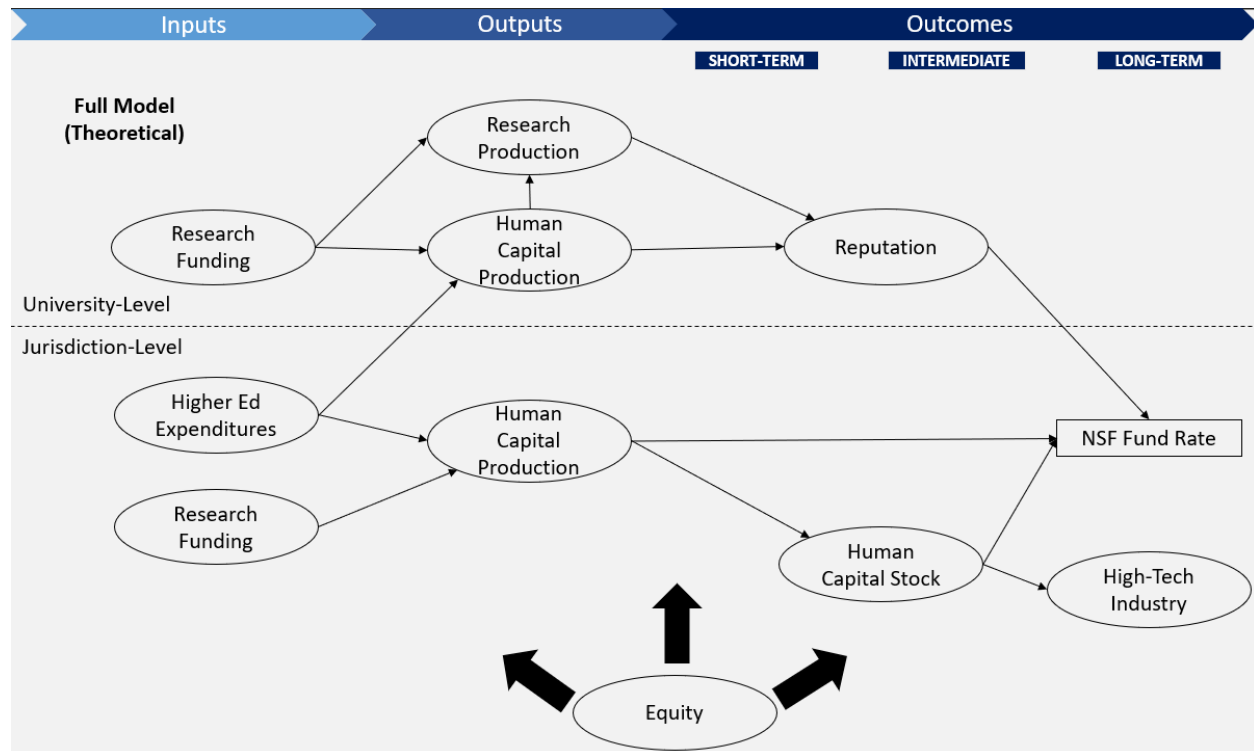 Inputs
Outputs
Outcomes
SHORT-TERM
INTERMEDIATE
LONG-TERM
Full Model
(Theoretical)
Research
Production
Research
Funding
Human
Capital
Production
Reputation
University-Level
Jurisdiction-Level
Higher Ed
Expenditures
Human
Capital
Production
NSF Fund Rate
Research
Funding
Human
Capital Stock
High-Tech
Industry
Equity